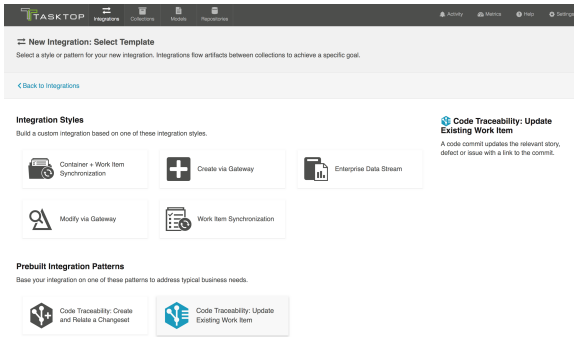 TASKTOP
Integrations
Collections
Models
Repositories
Activity
Metrics
Help
Settings
New Integration: Select Template
Select a style or pattern for your new integration. Integrations flow artifacts between collections to achieve a specific goal.
Back to Integrations
Integration Styles
Build a custom integration based on one of these integration styles.
Container + Work Item
Synchronization
Create via Gateway
Enterprise Data Stream
Modify via Gateway
Work Item Synchronization
Prebuilt Integration Patterns
Base your integration on one of these patterns to address typical business needs.
Code Traceability: Create
and Relate a Changeset
Code Traceability: Update
Existing Work Item
Code Traceability: Update
Existing Work Item
A code commit updates the relevant story,
defect or issue with a link to the commit.